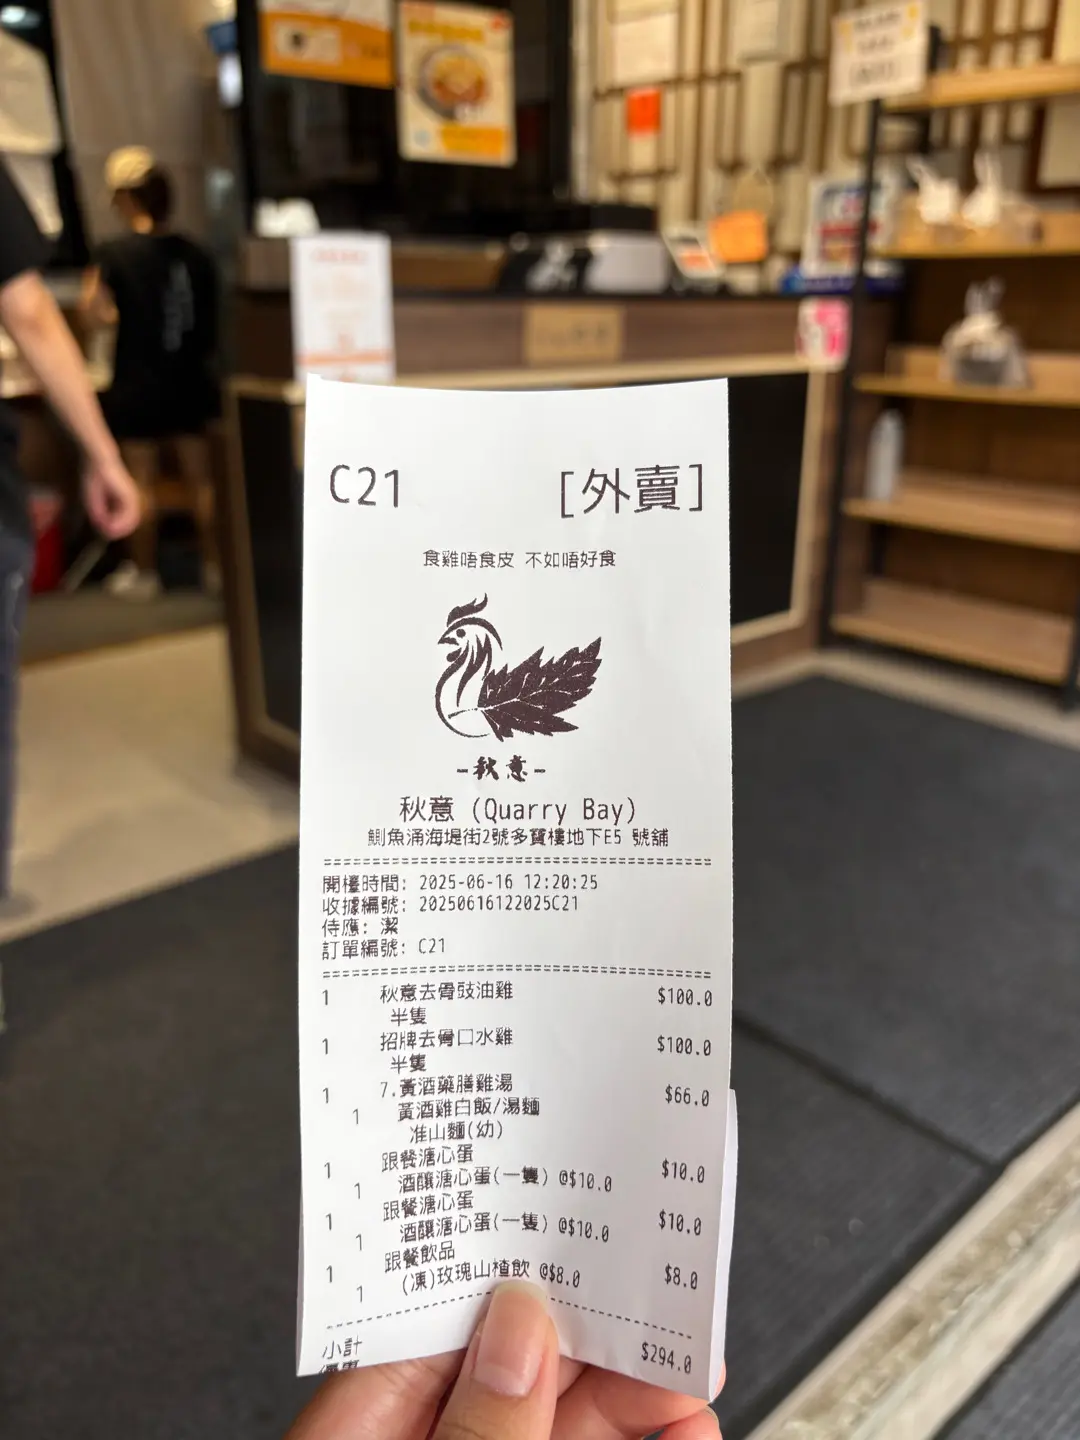 C21 [外賣]
食雞唔食皮 不如唔好食
-秋意-
秋意 (Quarry Bay)
鰂魚涌海堤街2號多寶樓地下E5 號舖
開檯時間: 2025-06-16 12:20:25
收據編號: 20250616122025C21
侍應: 潔
訂單編號: C21
1 秋意去骨豉油雞 $100.0
半隻
1 招牌去骨口水雞 $100.0
半隻
1 7.黃酒藥膳雞湯 $66.0
1 黃酒雞白飯/湯麵
准山麵(幼)
1 跟餐溏心蛋 $10.0
1 酒釀溏心蛋(一隻) @$10.0
1 跟餐溏心蛋 $10.0
1 酒釀溏心蛋(一隻) @$10.0
1 跟餐飲品 $8.0
1 (凍)玫瑰山楂飲 @$8.0
小計 $294.0